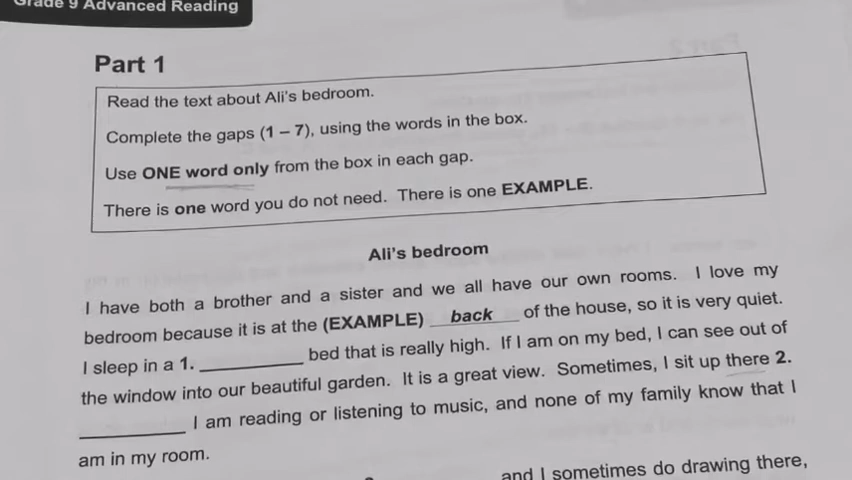 Grade 9 Advanced Reading
Part 1
Read the text about Ali's bedroom.
Complete the gaps (1 – 7), using the words in the box.
Use ONE word only from the box in each gap.
There is one word you do not need. There is one EXAMPLE.
Ali's bedroom
I have both a brother and a sister and we all have our own rooms. I love my
bedroom because it is at the (EXAMPLE) __back__ of the house, so it is very quiet.
I sleep in a 1. __________ bed that is really high. If I am on my bed, I can see out of
the window into our beautiful garden. It is a great view. Sometimes, I sit up there 2.
__________ I am reading or listening to music, and none of my family know that I
am in my room.
and I sometimes do drawing there,